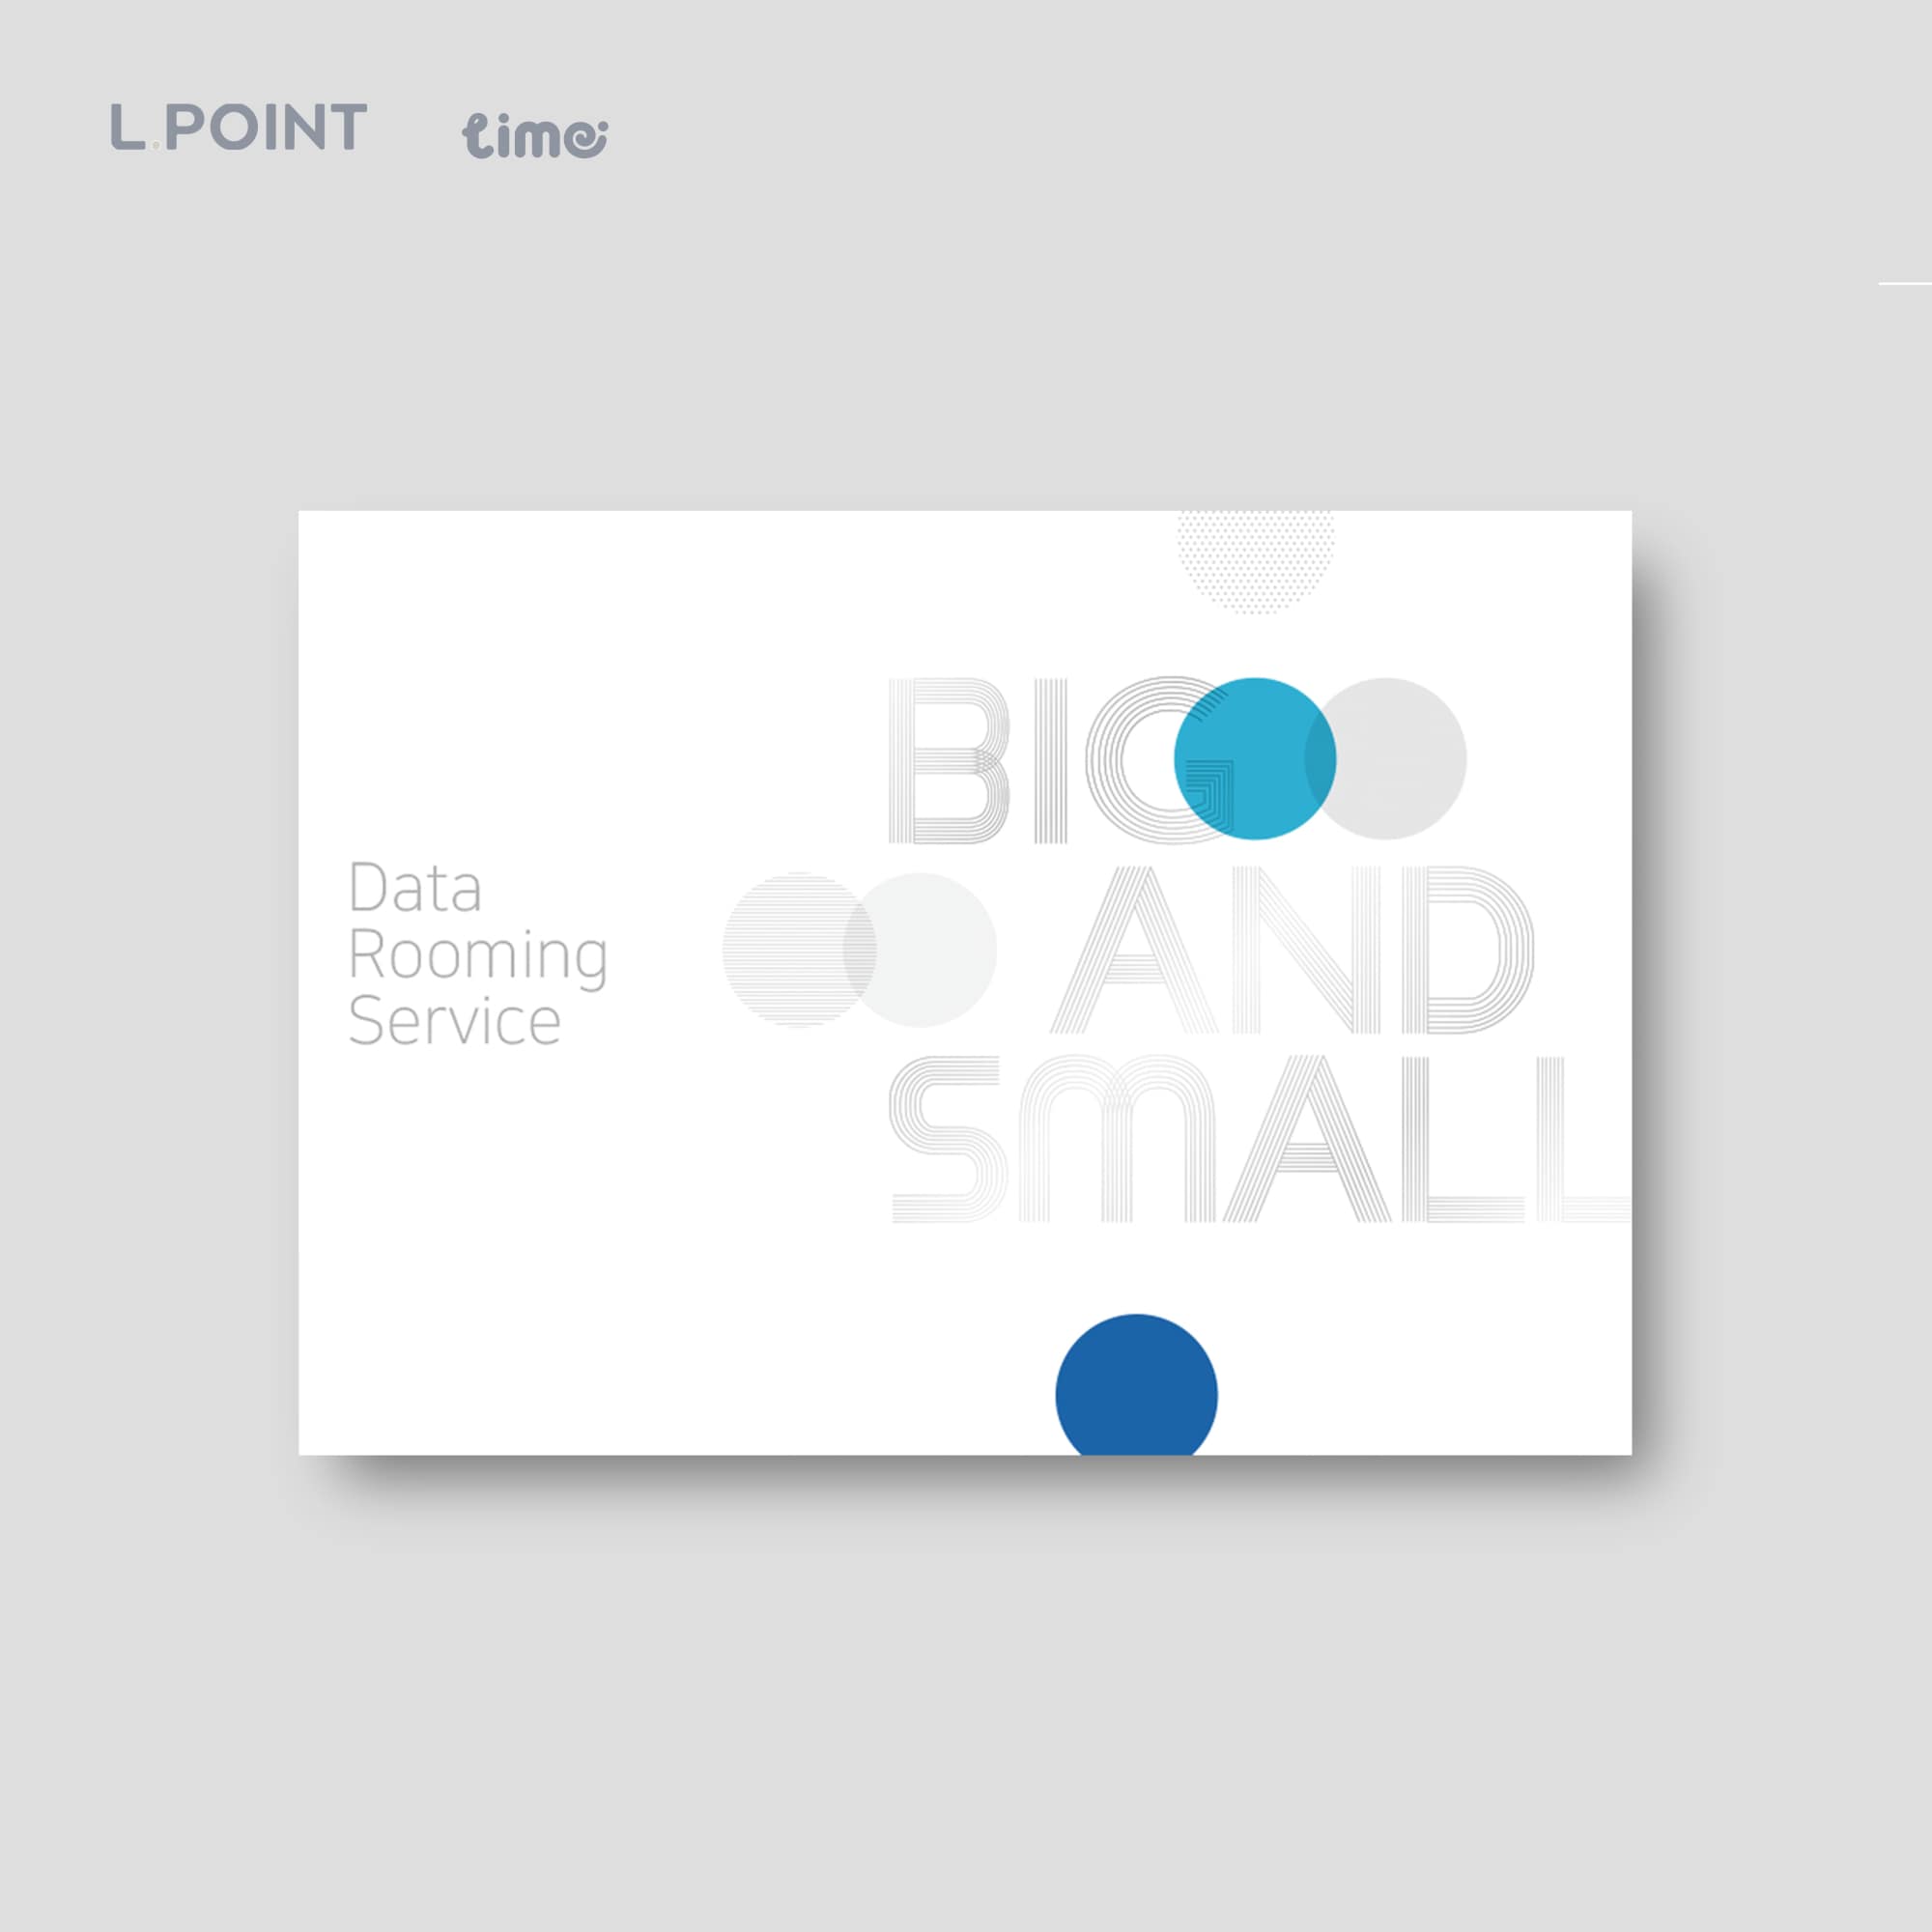 L.POINT
time
Data
Rooming
Service
BIG
AND
SMALL